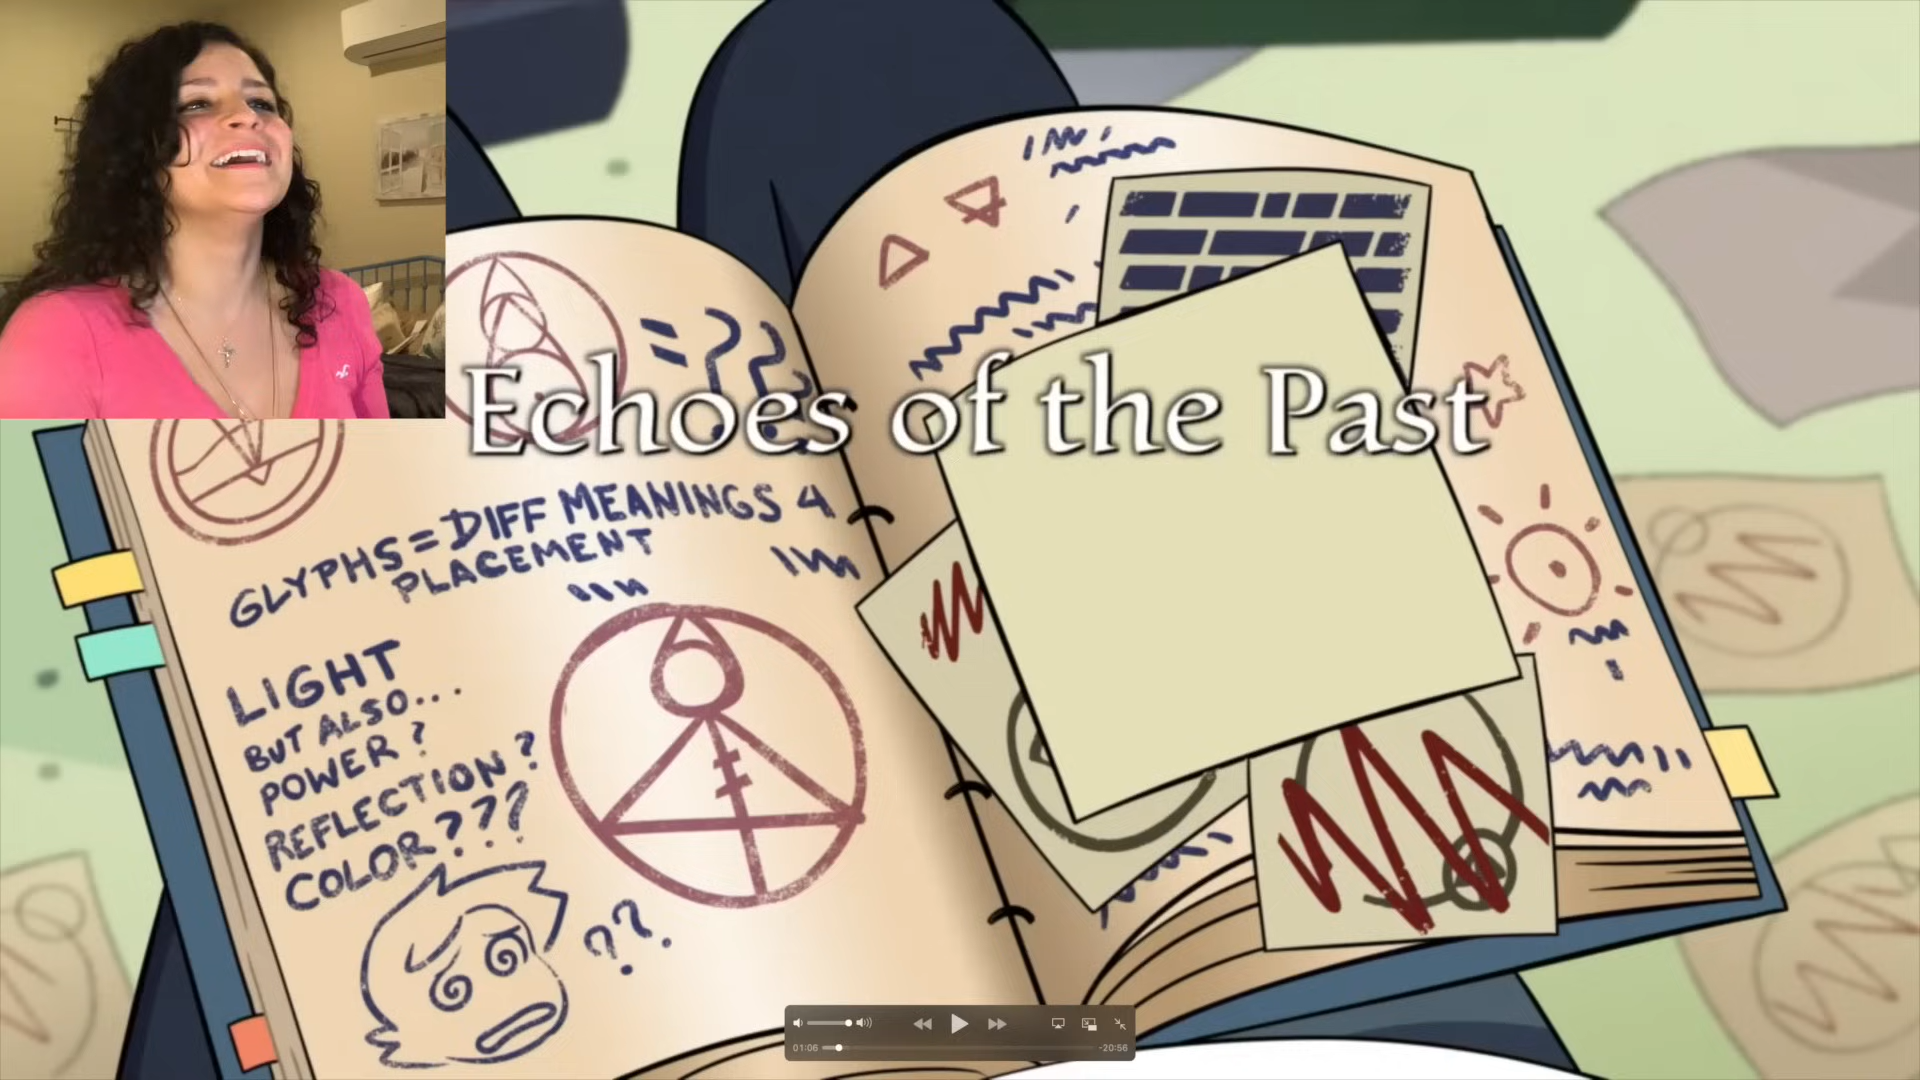 Echoes of the Past
= ??
GLYPHS = DIFF MEANINGS 4
PLACEMENT
LIGHT
BUT ALSO...
POWER?
REFLECTION?
COLOR???
??.
01:06
-20:56